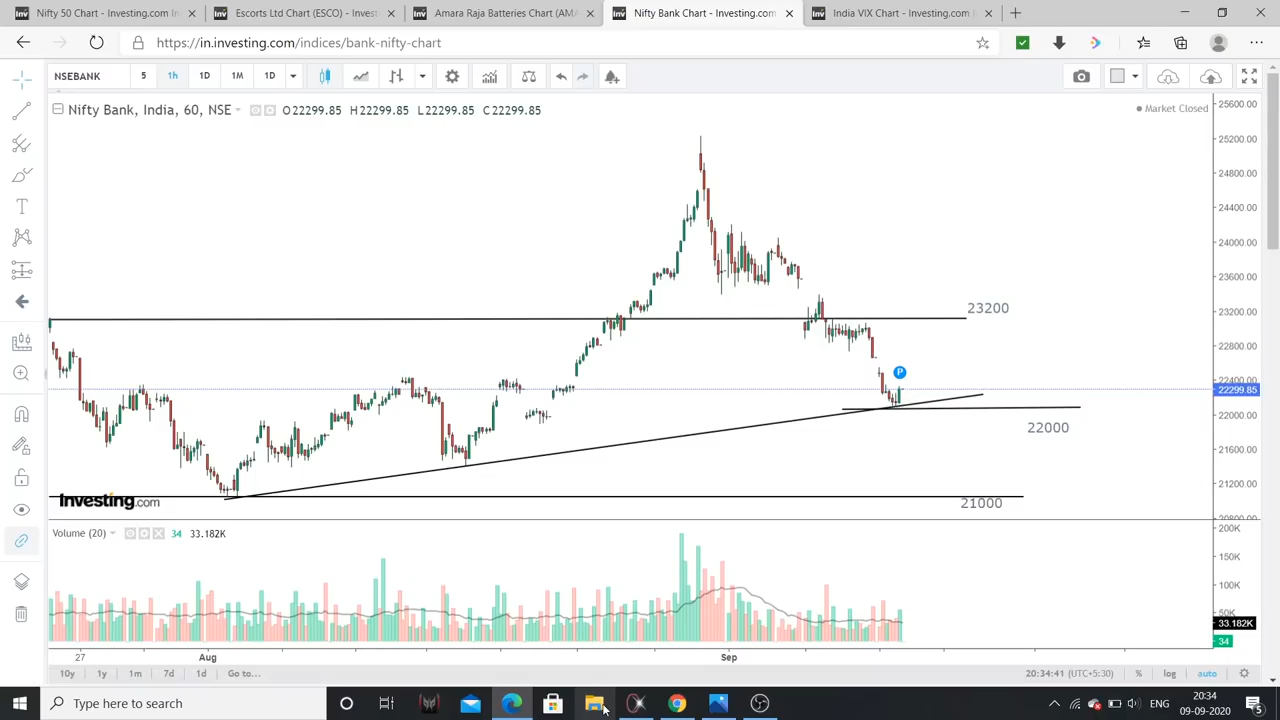 Nifty 50 Chart - Investing.com In
Escorts Ltd Chart (ESCO) - Invest
Amara Raja Batteries Chart (AMA
Nifty Bank Chart - Investing.com
India VIX Chart - Investing.com I
https://in.investing.com/indices/bank-nifty-chart
NSEBANK 5 1h 1D 1M 1D
Nifty Bank, India, 60, NSE O22299.85 H22299.85 L22299.85 C22299.85
Market Closed
25600.00
25200.00
24800.00
24400.00
24000.00
23600.00
23200.00
22800.00
22400.00
22299.85
22000.00
21600.00
21200.00
20800.00
23200
P
22000
21000
Investing.com
Volume (20) 34 33.182K
200K
150K
100K
50K
33.182K
34
27 Aug Sep
10y 1y 1m 7d 1d Go to... 20:34:41 (UTC+5:30) % log auto
Type here to search
ENG
20:34
09-09-2020
5